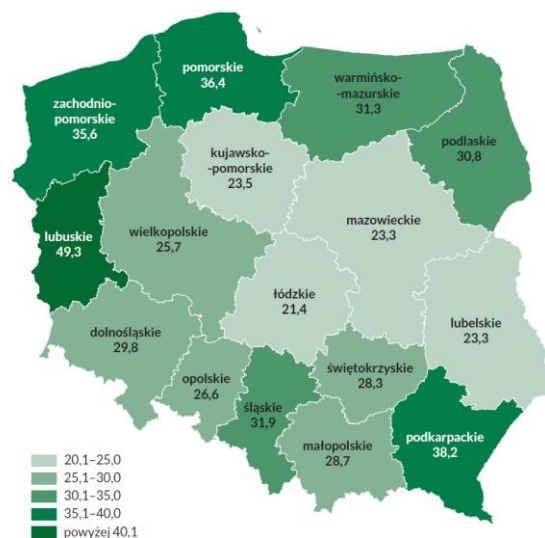 pomorskie
36,4
zachodnio-
pomorskie
35,6
warmińsko-
-mazurskie
31,3
podlaskie
30,8
kujawsko-
-pomorskie
23,5
mazowieckie
23,3
lubuskie
49,3
wielkopolskie
25,7
łódzkie
21,4
lubelskie
23,3
dolnośląskie
29,8
opolskie
26,6
śląskie
31,9
świętokrzyskie
28,3
małopolskie
28,7
podkarpackie
38,2
20,1–25,0
25,1–30,0
30,1–35,0
35,1–40,0
powyżej 40,1